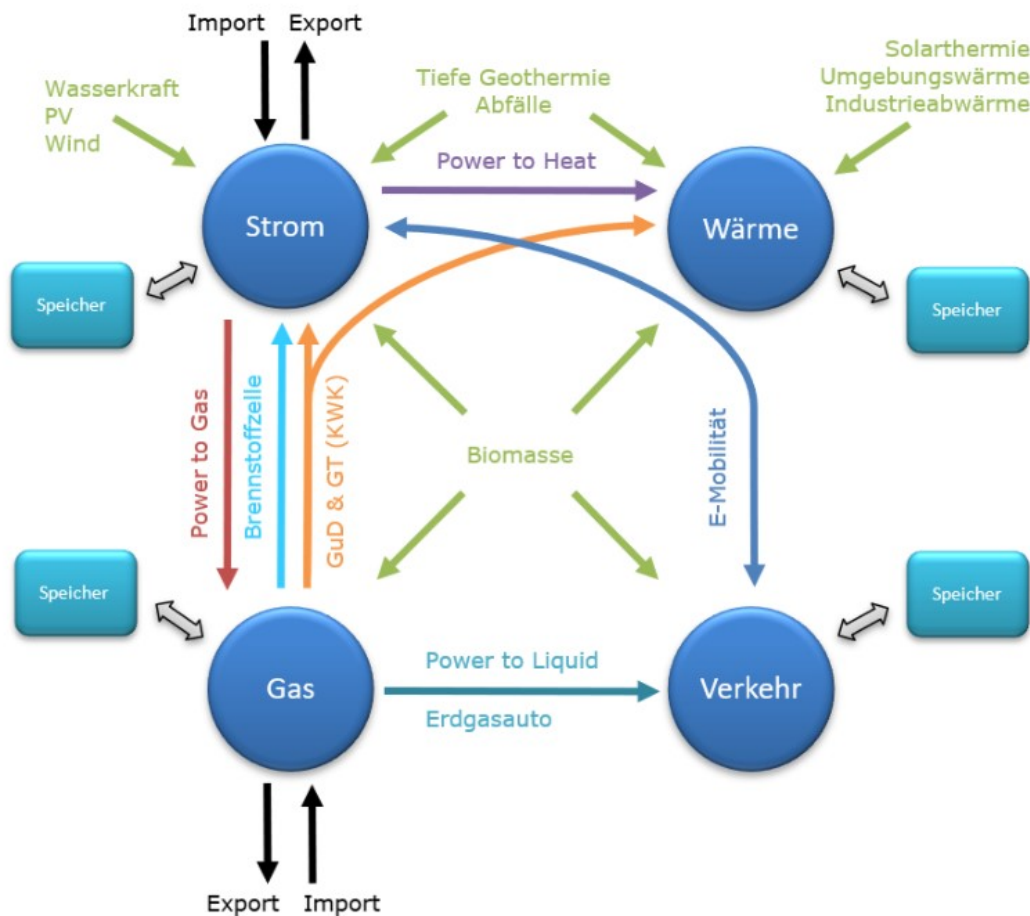 Import
Export
Wasserkraft
PV
Wind
Tiefe Geothermie
Abfälle
Solarthermie
Umgebungswärme
Industrieabwärme
Power to Heat
Strom
Wärme
Speicher
Speicher
Power to Gas
Brennstoffzelle
GuD & GT (KWK)
Biomasse
E-Mobilität
Speicher
Speicher
Gas
Power to Liquid
Erdgasauto
Verkehr
Export
Import